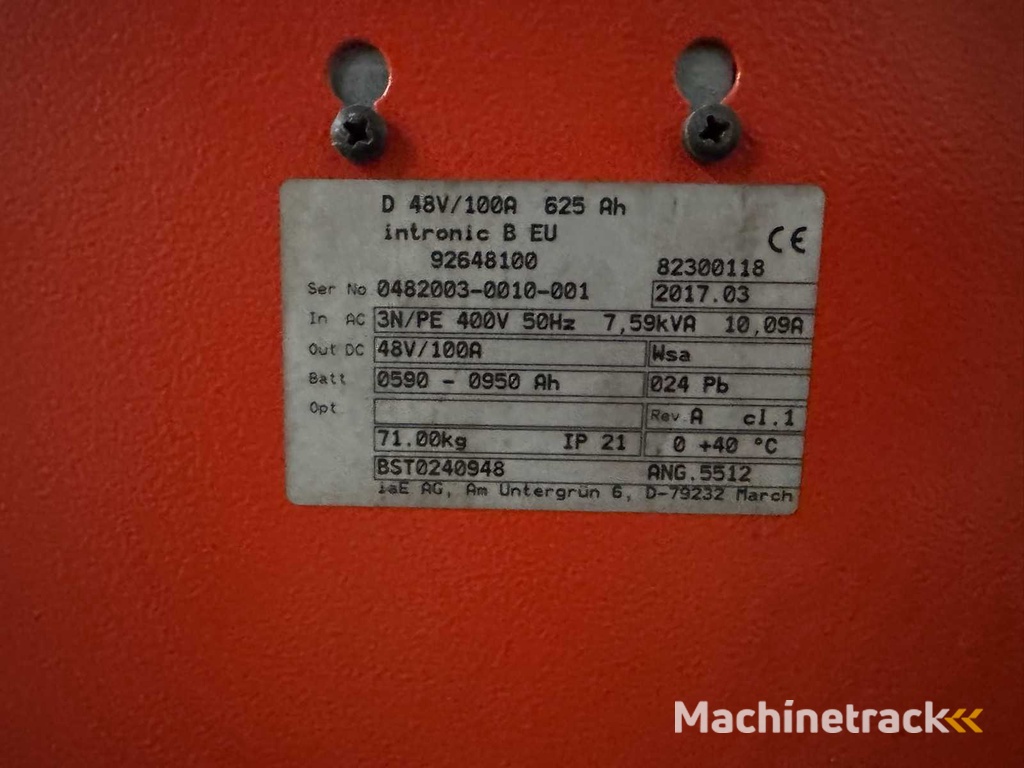 D 48V/100A 625 Ah
intronic B EU
CE
92648100 82300118
Ser No 0482003-0010-001 2017.03
In AC 3N/PE 400V 50Hz 7,59kVA 10,09A
Out DC 48V/100A Wsa
Batt 0590 - 0950 Ah 024 Pb
Opt Rev A cl.1
71.00kg IP 21 0 +40 °C
BST0240948 ANG.5512
iaE AG, Am Untergrün 6, D-79232 March
Machinetrack